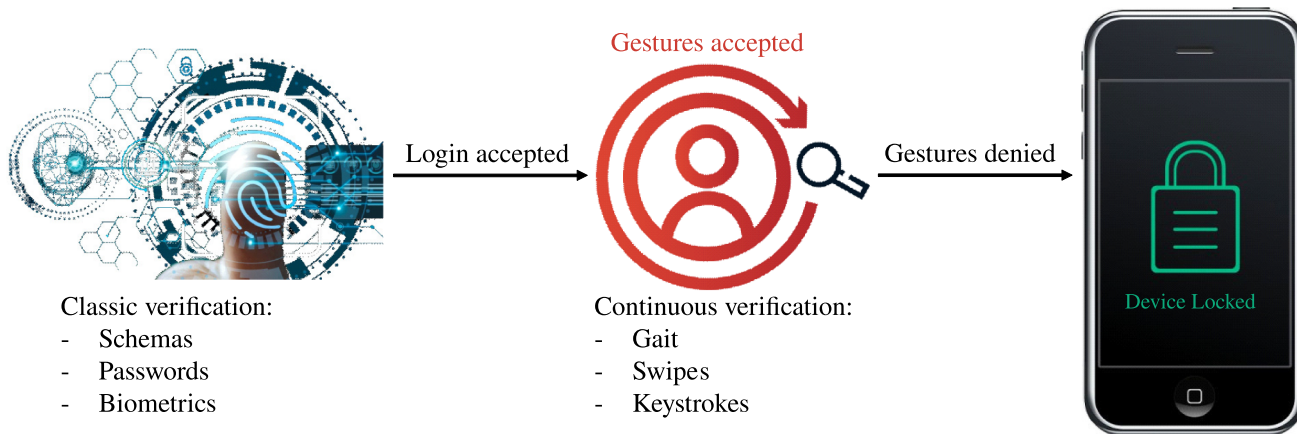 Gestures accepted
Login accepted
Gestures denied
Device Locked
Classic verification:
- Schemas
- Passwords
- Biometrics
Continuous verification:
- Gait
- Swipes
- Keystrokes